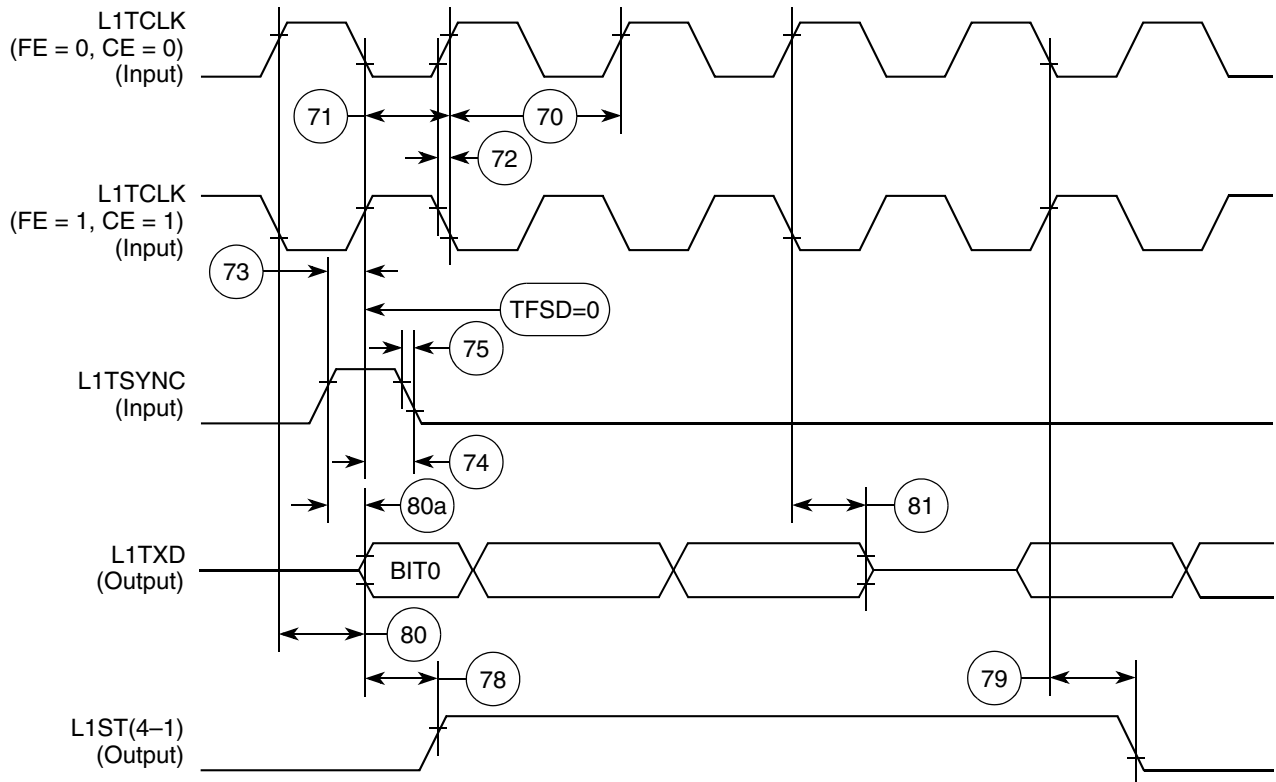 L1TCLK
(FE = 0, CE = 0)
(Input)
71
70
72
L1TCLK
(FE = 1, CE = 1)
(Input)
73
TFSD=0
75
L1TSYNC
(Input)
74
80a
81
L1TXD
(Output)
BIT0
80
78
79
L1ST(4–1)
(Output)